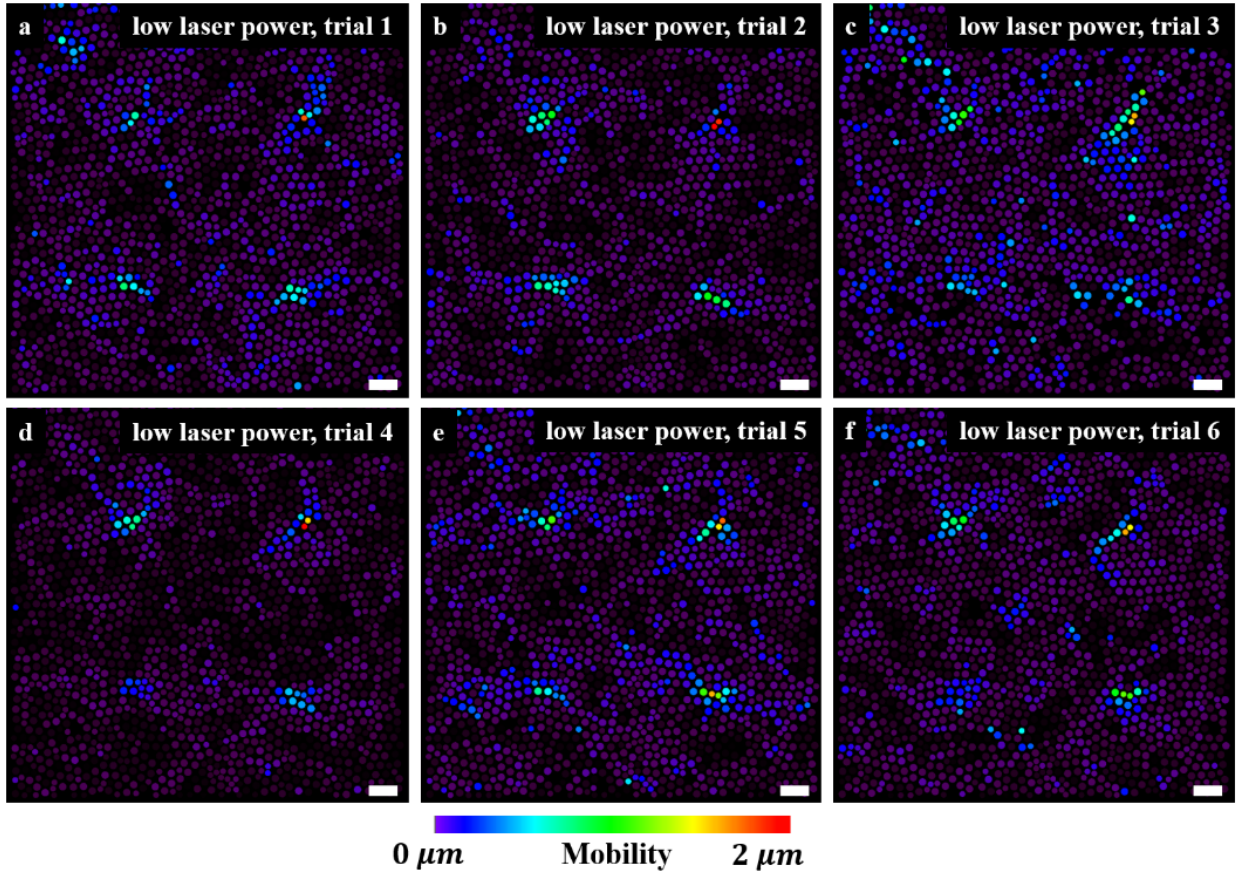 a low laser power, trial 1
b low laser power, trial 2
c low laser power, trial 3
d low laser power, trial 4
e low laser power, trial 5
f low laser power, trial 6
0 μm Mobility 2 μm